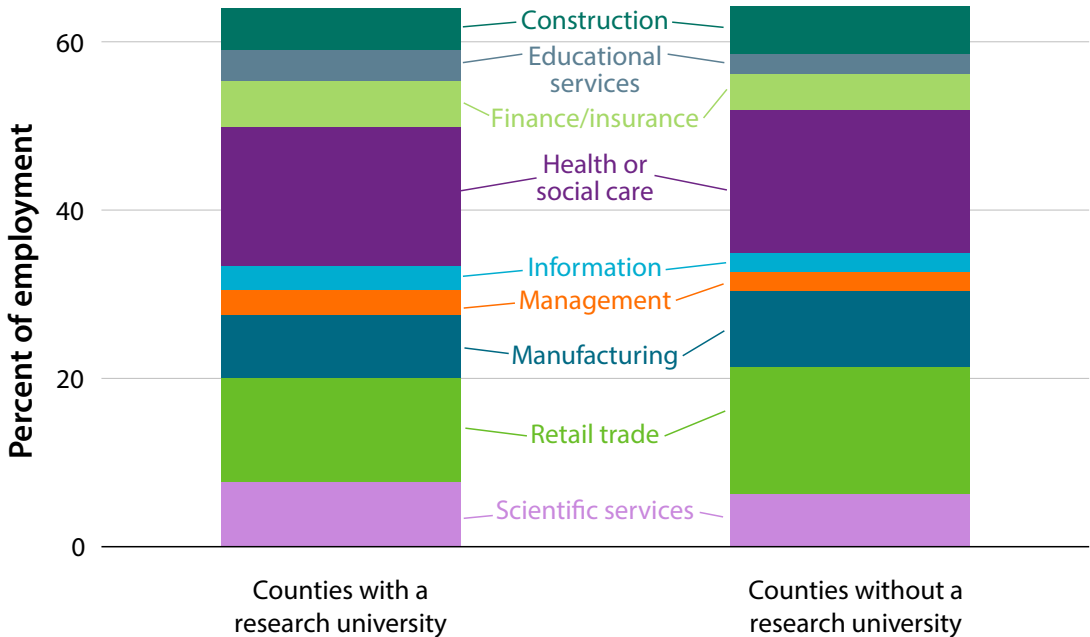 Percent of employment
60
40
20
0
Construction
Educational
services
Finance/insurance
Health or
social care
Information
Management
Manufacturing
Retail trade
Scientific services
Counties with a
research university
Counties without a
research university